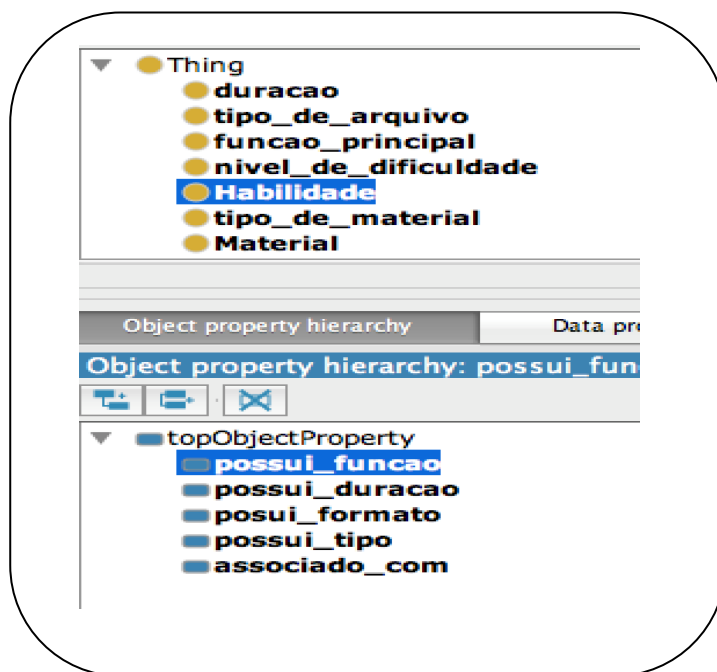 Thing
duracao
tipo_de_arquivo
funcao_principal
nivel_de_dificuldade
Habilidade
tipo_de_material
Material
Object property hierarchy Data pro
Object property hierarchy: possui_fun
topObjectProperty
possui_funcao
possui_duracao
posui_formato
possui_tipo
associado_com